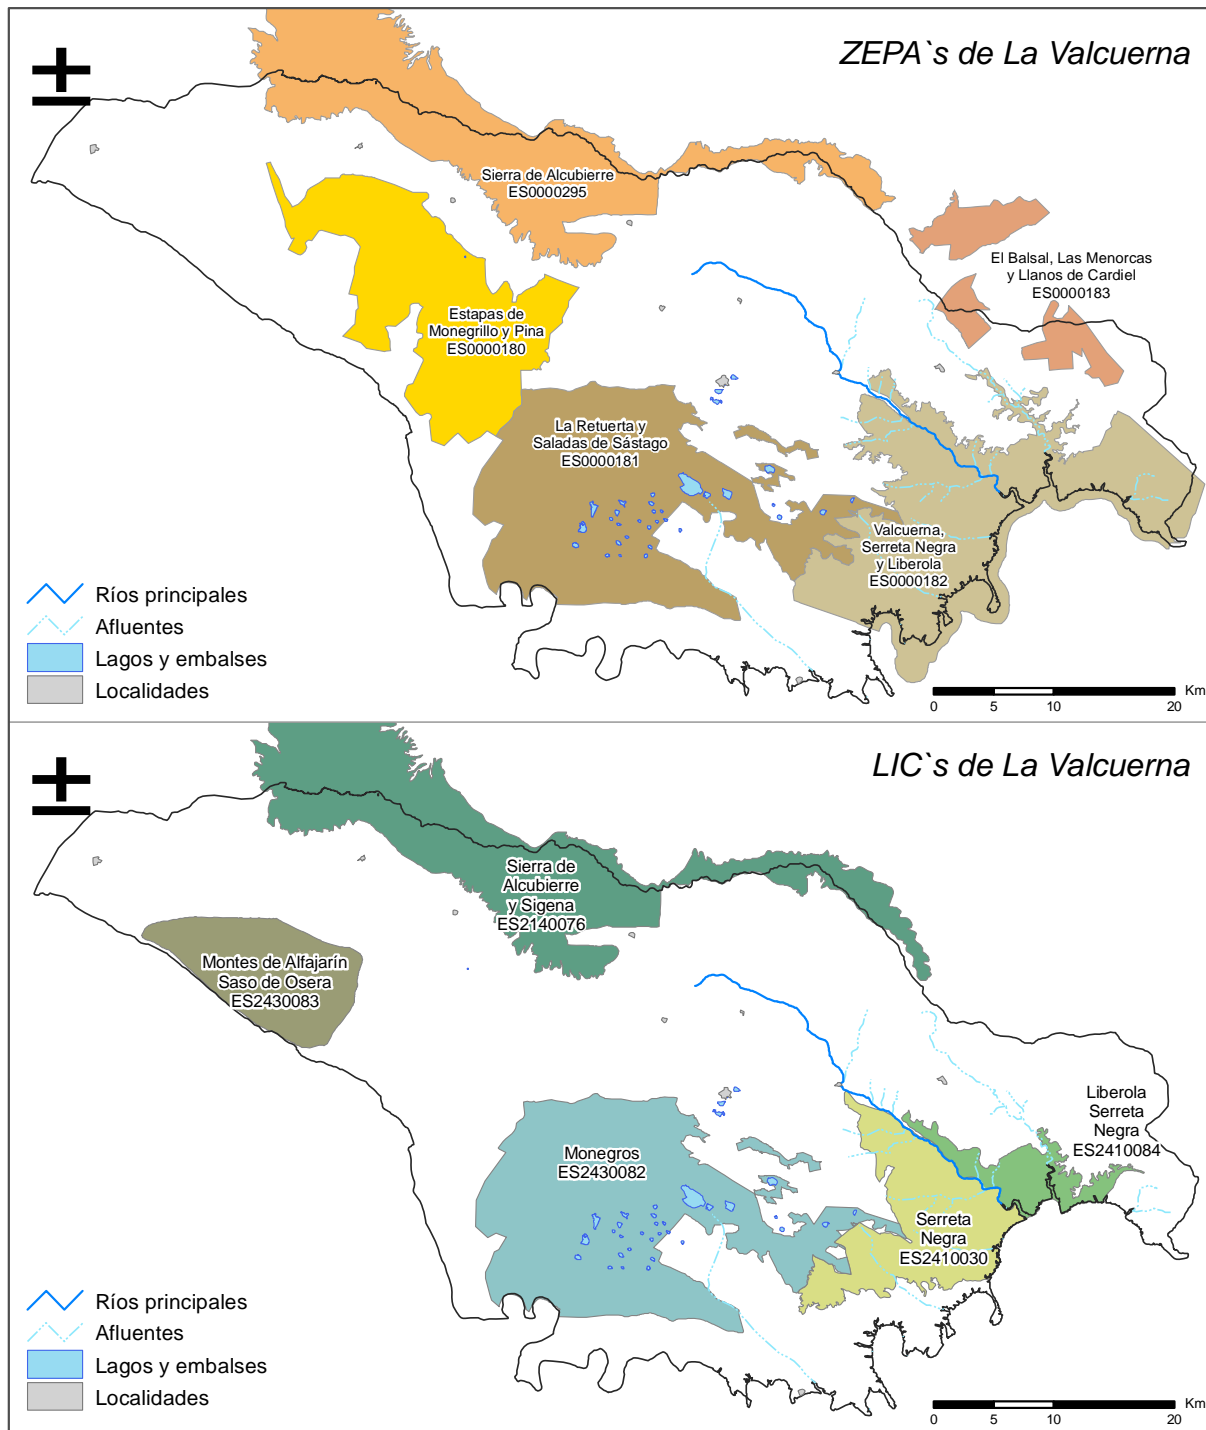 ZEPA`s de La Valcuerna
Sierra de Alcubierre
ES0000295
El Balsal, Las Menorcas
y Llanos de Cardiel
ES0000183
Estapas de
Monegrillo y Pina
ES0000180
La Retuerta y
Saladas de Sástago
ES0000181
Valcuerna,
Serreta Negra
y Liberola
ES0000182
Ríos principales
Afluentes
Lagos y embalses
Localidades
Km
0 5 10 20
LIC`s de La Valcuerna
Sierra de
Alcubierre
y Sigena
ES2140076
Montes de Alfajarín
Saso de Osera
ES2430083
Liberola
Serreta
Negra
ES2410084
Monegros
ES2430082
Serreta
Negra
ES2410030
Ríos principales
Afluentes
Lagos y embalses
Localidades
Km
0 5 10 20